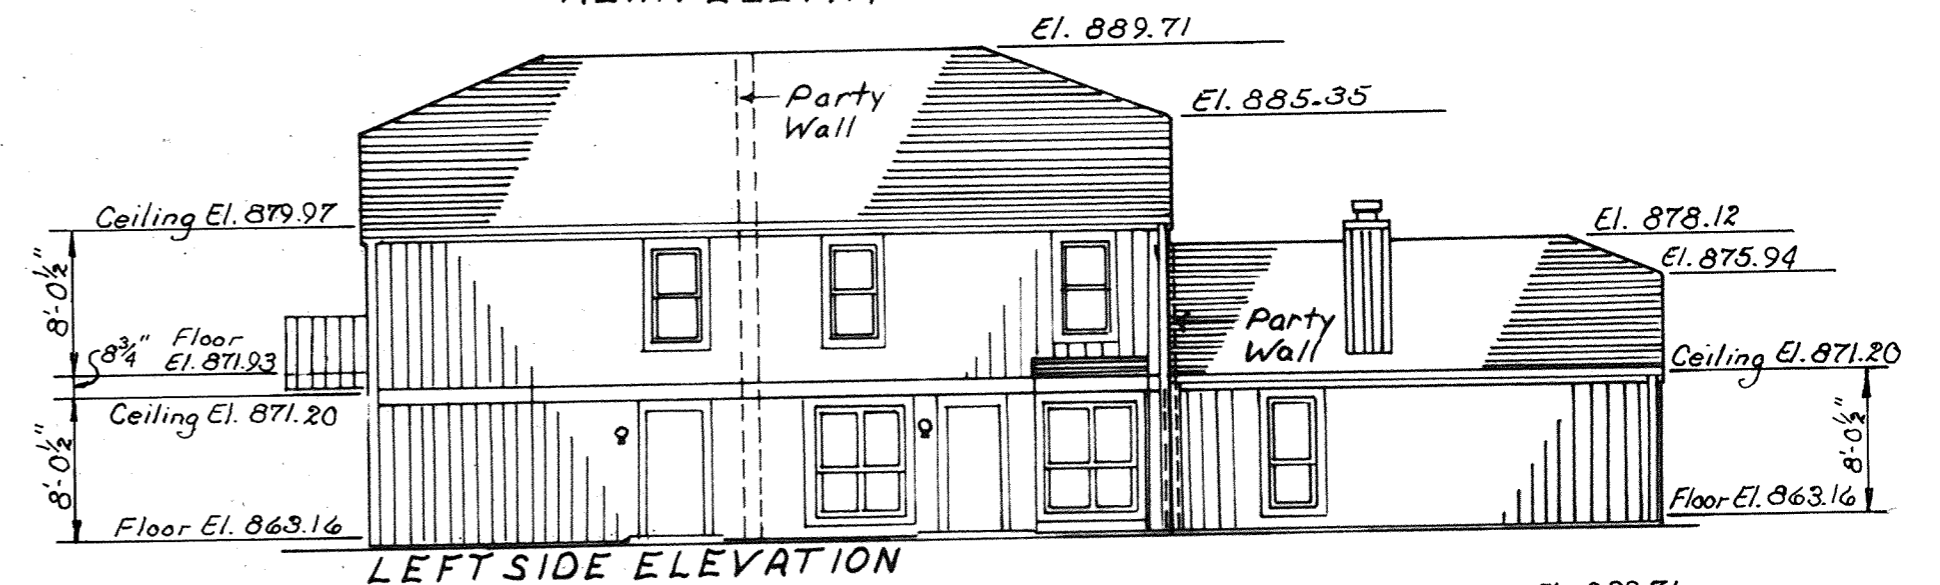 El. 889.71
El. 885.35
Party
Wall
Ceiling El. 879.97
El. 878.12
El. 875.94
8'-0½"
Party
Wall
8¾"
Floor
El. 871.93
Ceiling El. 871.20
Ceiling El. 871.20
8'-0½"
8'-0½"
Floor El. 863.16
Floor El. 863.16
LEFT SIDE ELEVATION